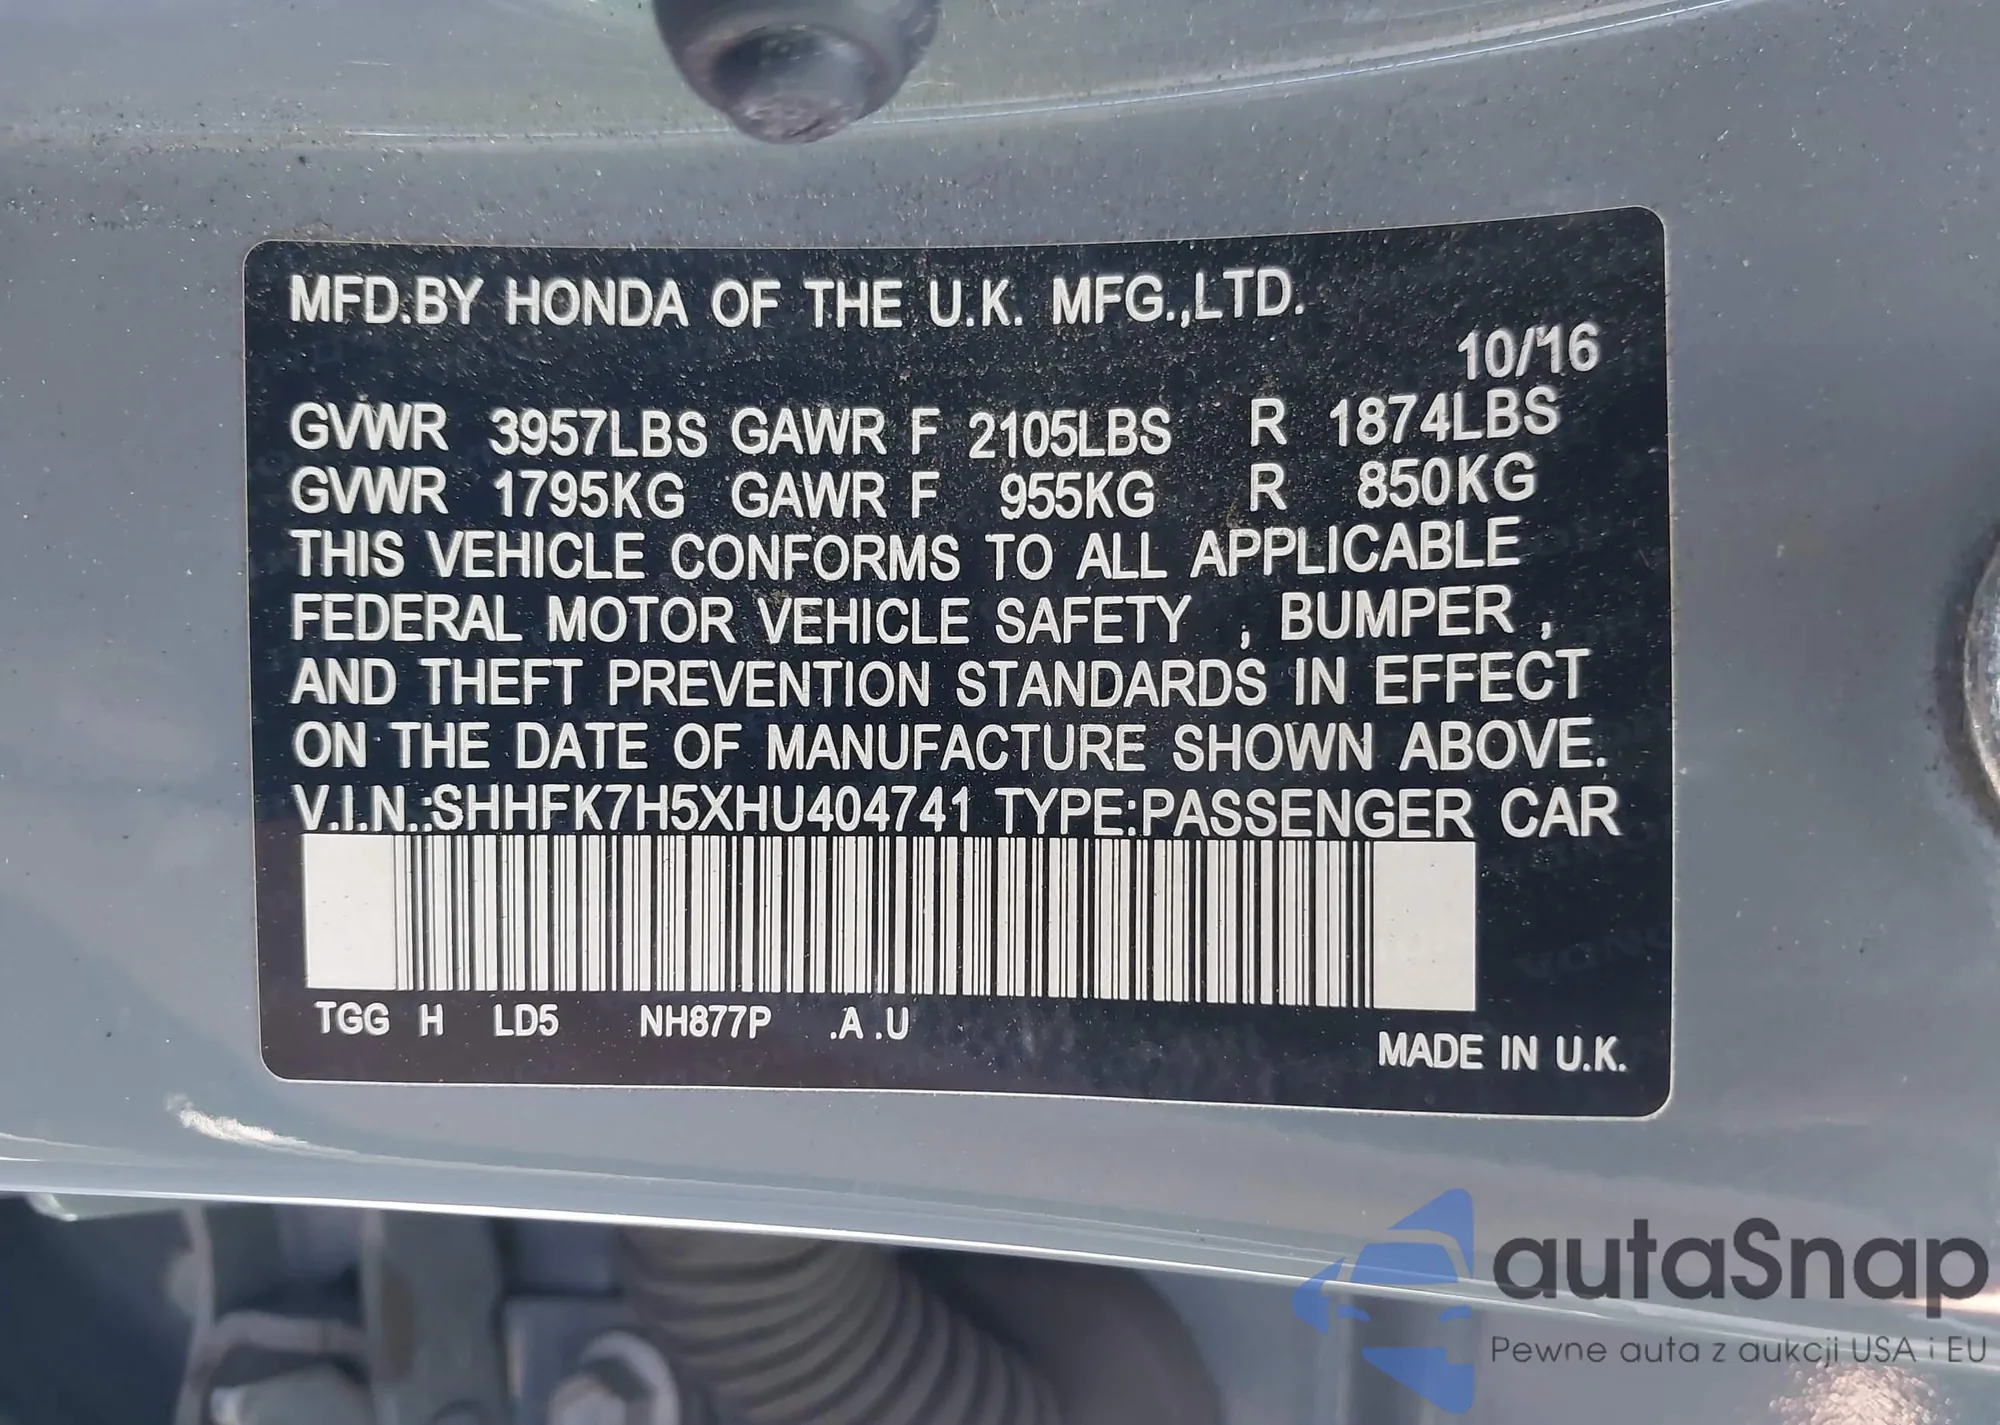 MFD.BY HONDA OF THE U.K. MFG.,LTD.
10/16
GVWR 3957LBS GAWR F 2105LBS R 1874LBS
GVWR 1795KG GAWR F 955KG R 850KG
THIS VEHICLE CONFORMS TO ALL APPLICABLE
FEDERAL MOTOR VEHICLE SAFETY , BUMPER ,
AND THEFT PREVENTION STANDARDS IN EFFECT
ON THE DATE OF MANUFACTURE SHOWN ABOVE.
V.I.N.:SHHFK7H5XHU404741 TYPE:PASSENGER CAR
TGG H LD5 NH877P .A .U
MADE IN U.K.
autaSnap
Pewne auta z aukcji USA i EU